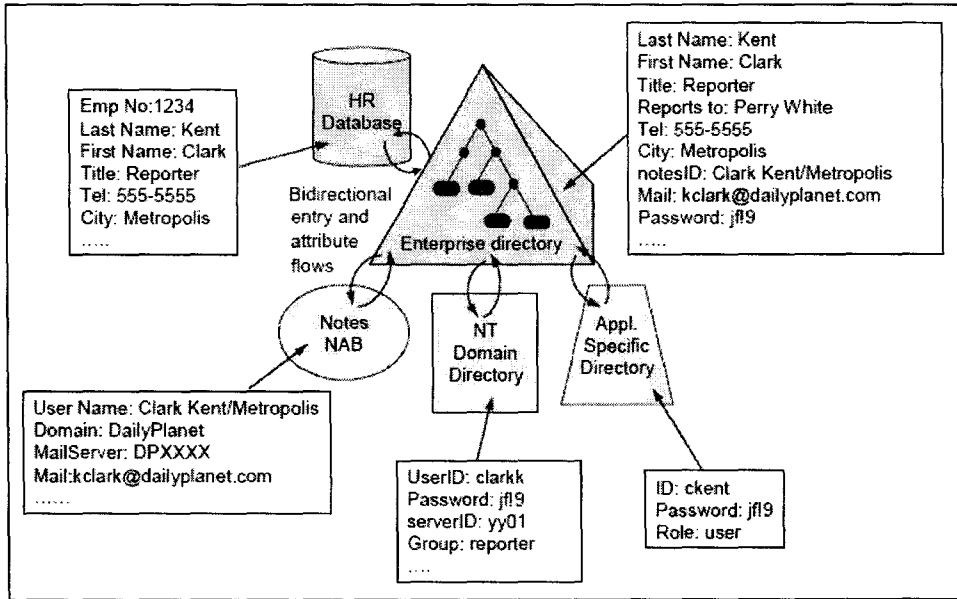 Emp No:1234
Last Name: Kent
First Name: Clark
Title: Reporter
Tel: 555-5555
City: Metropolis
.....
HR
Database
Last Name: Kent
First Name: Clark
Title: Reporter
Reports to: Perry White
Tel: 555-5555
City: Metropolis
notesID: Clark Kent/Metropolis
Mail: kclark@dailyplanet.com
Password: jfl9
.....
Bidirectional
entry and
attribute
flows
Enterprise directory
Notes
NAB
NT
Domain
Directory
Appl.
Specific
Directory
User Name: Clark Kent/Metropolis
Domain: DailyPlanet
MailServer: DPXXXX
Mail:kclark@dailyplanet.com
......
UserID: clarkk
Password: jfl9
serverID: yy01
Group: reporter
....
ID: ckent
Password: jfl9
Role: user